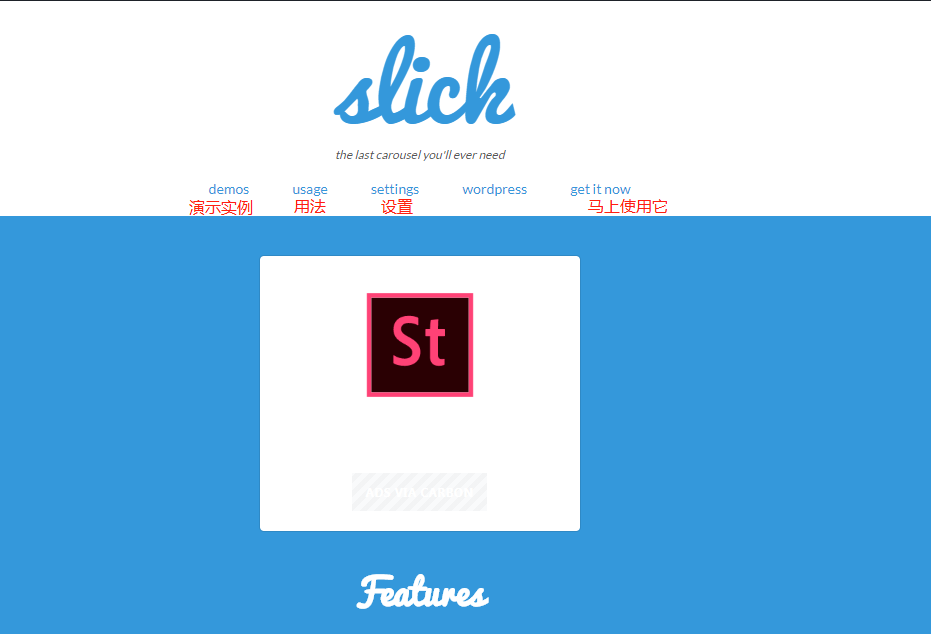 slick
the last carousel you'll ever need
demos usage settings wordpress get it now
演示实例 用法 设置 马上使用它
St
ADS VIA CARBON
Features